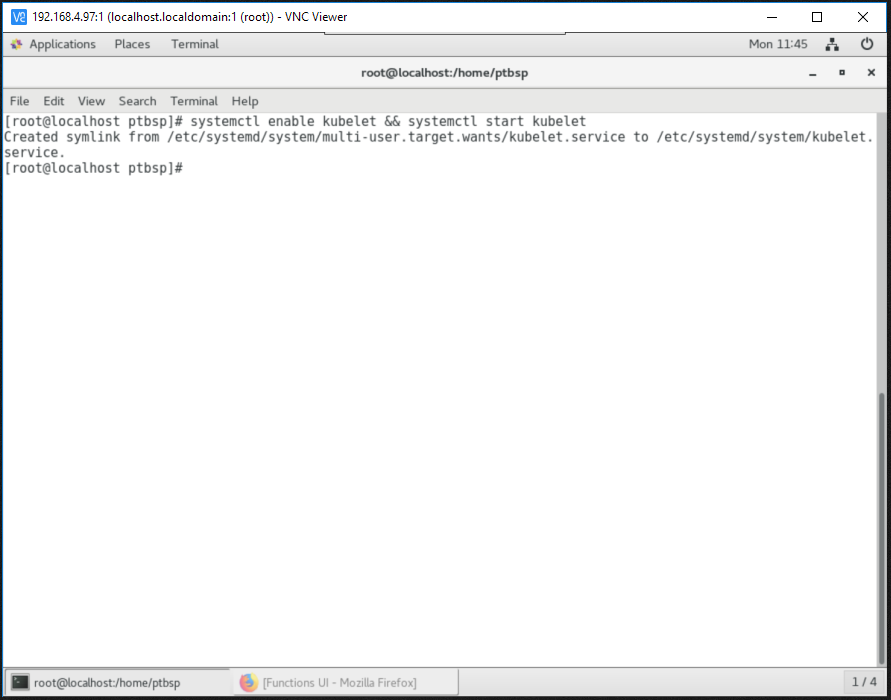 192.168.4.97:1 (localhost.localdomain:1 (root)) - VNC Viewer
Applications Places Terminal Mon 11:45
root@localhost:/home/ptbsp
File Edit View Search Terminal Help
[root@localhost ptbsp]# systemctl enable kubelet && systemctl start kubelet
Created symlink from /etc/systemd/system/multi-user.target.wants/kubelet.service to /etc/systemd/system/kubelet.
service.
[root@localhost ptbsp]#
root@localhost:/home/ptbsp [Functions UI - Mozilla Firefox] 1 / 4